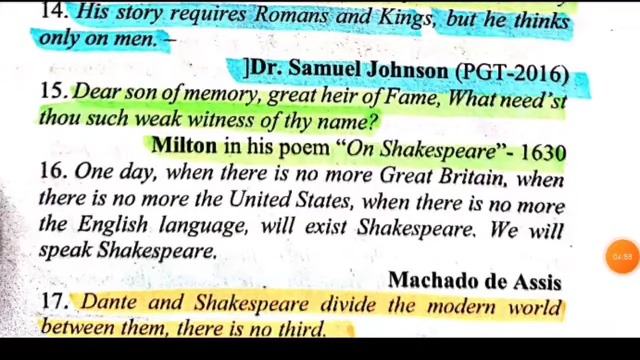 14. His story requires Romans and Kings, but he thinks
only on men. –
]Dr. Samuel Johnson (PGT-2016)
15. Dear son of memory, great heir of Fame, What need'st
thou such weak witness of thy name?
Milton in his poem “On Shakespeare”- 1630
16. One day, when there is no more Great Britain, when
there is no more the United States, when there is no more
the English language, will exist Shakespeare. We will
speak Shakespeare.
04:58
Machado de Assis
17. Dante and Shakespeare divide the modern world
between them, there is no third.